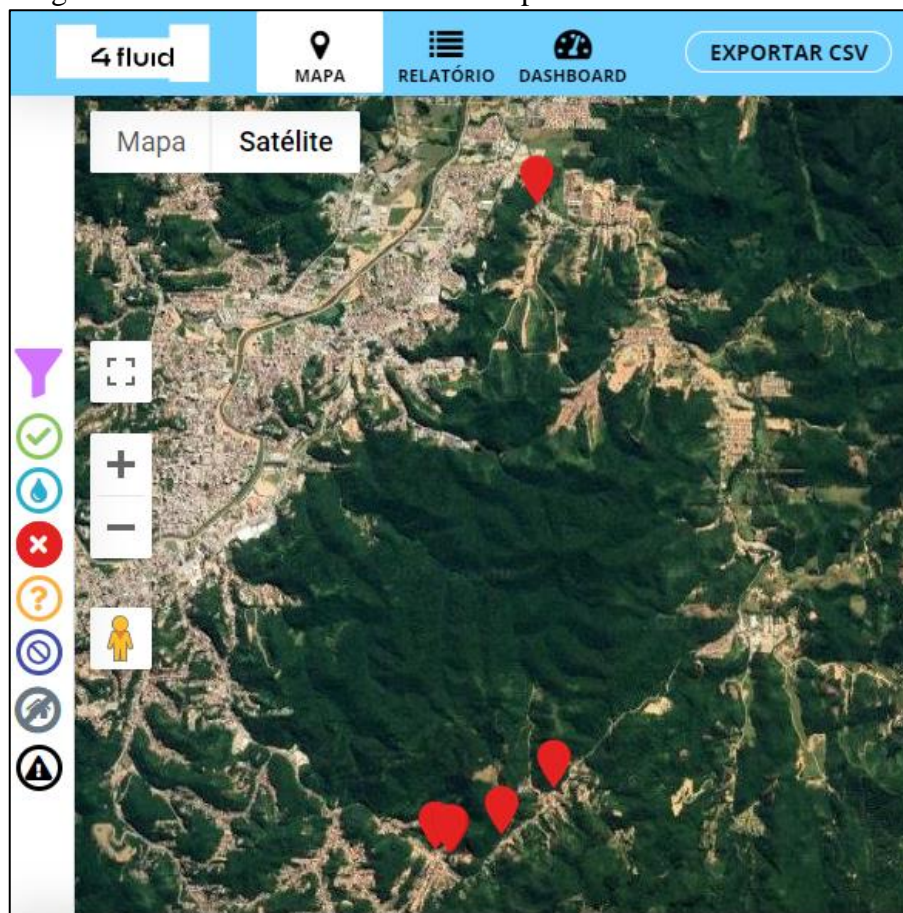 4 fluid
MAPA
RELATÓRIO
DASHBOARD
EXPORTAR CSV
Mapa
Satélite